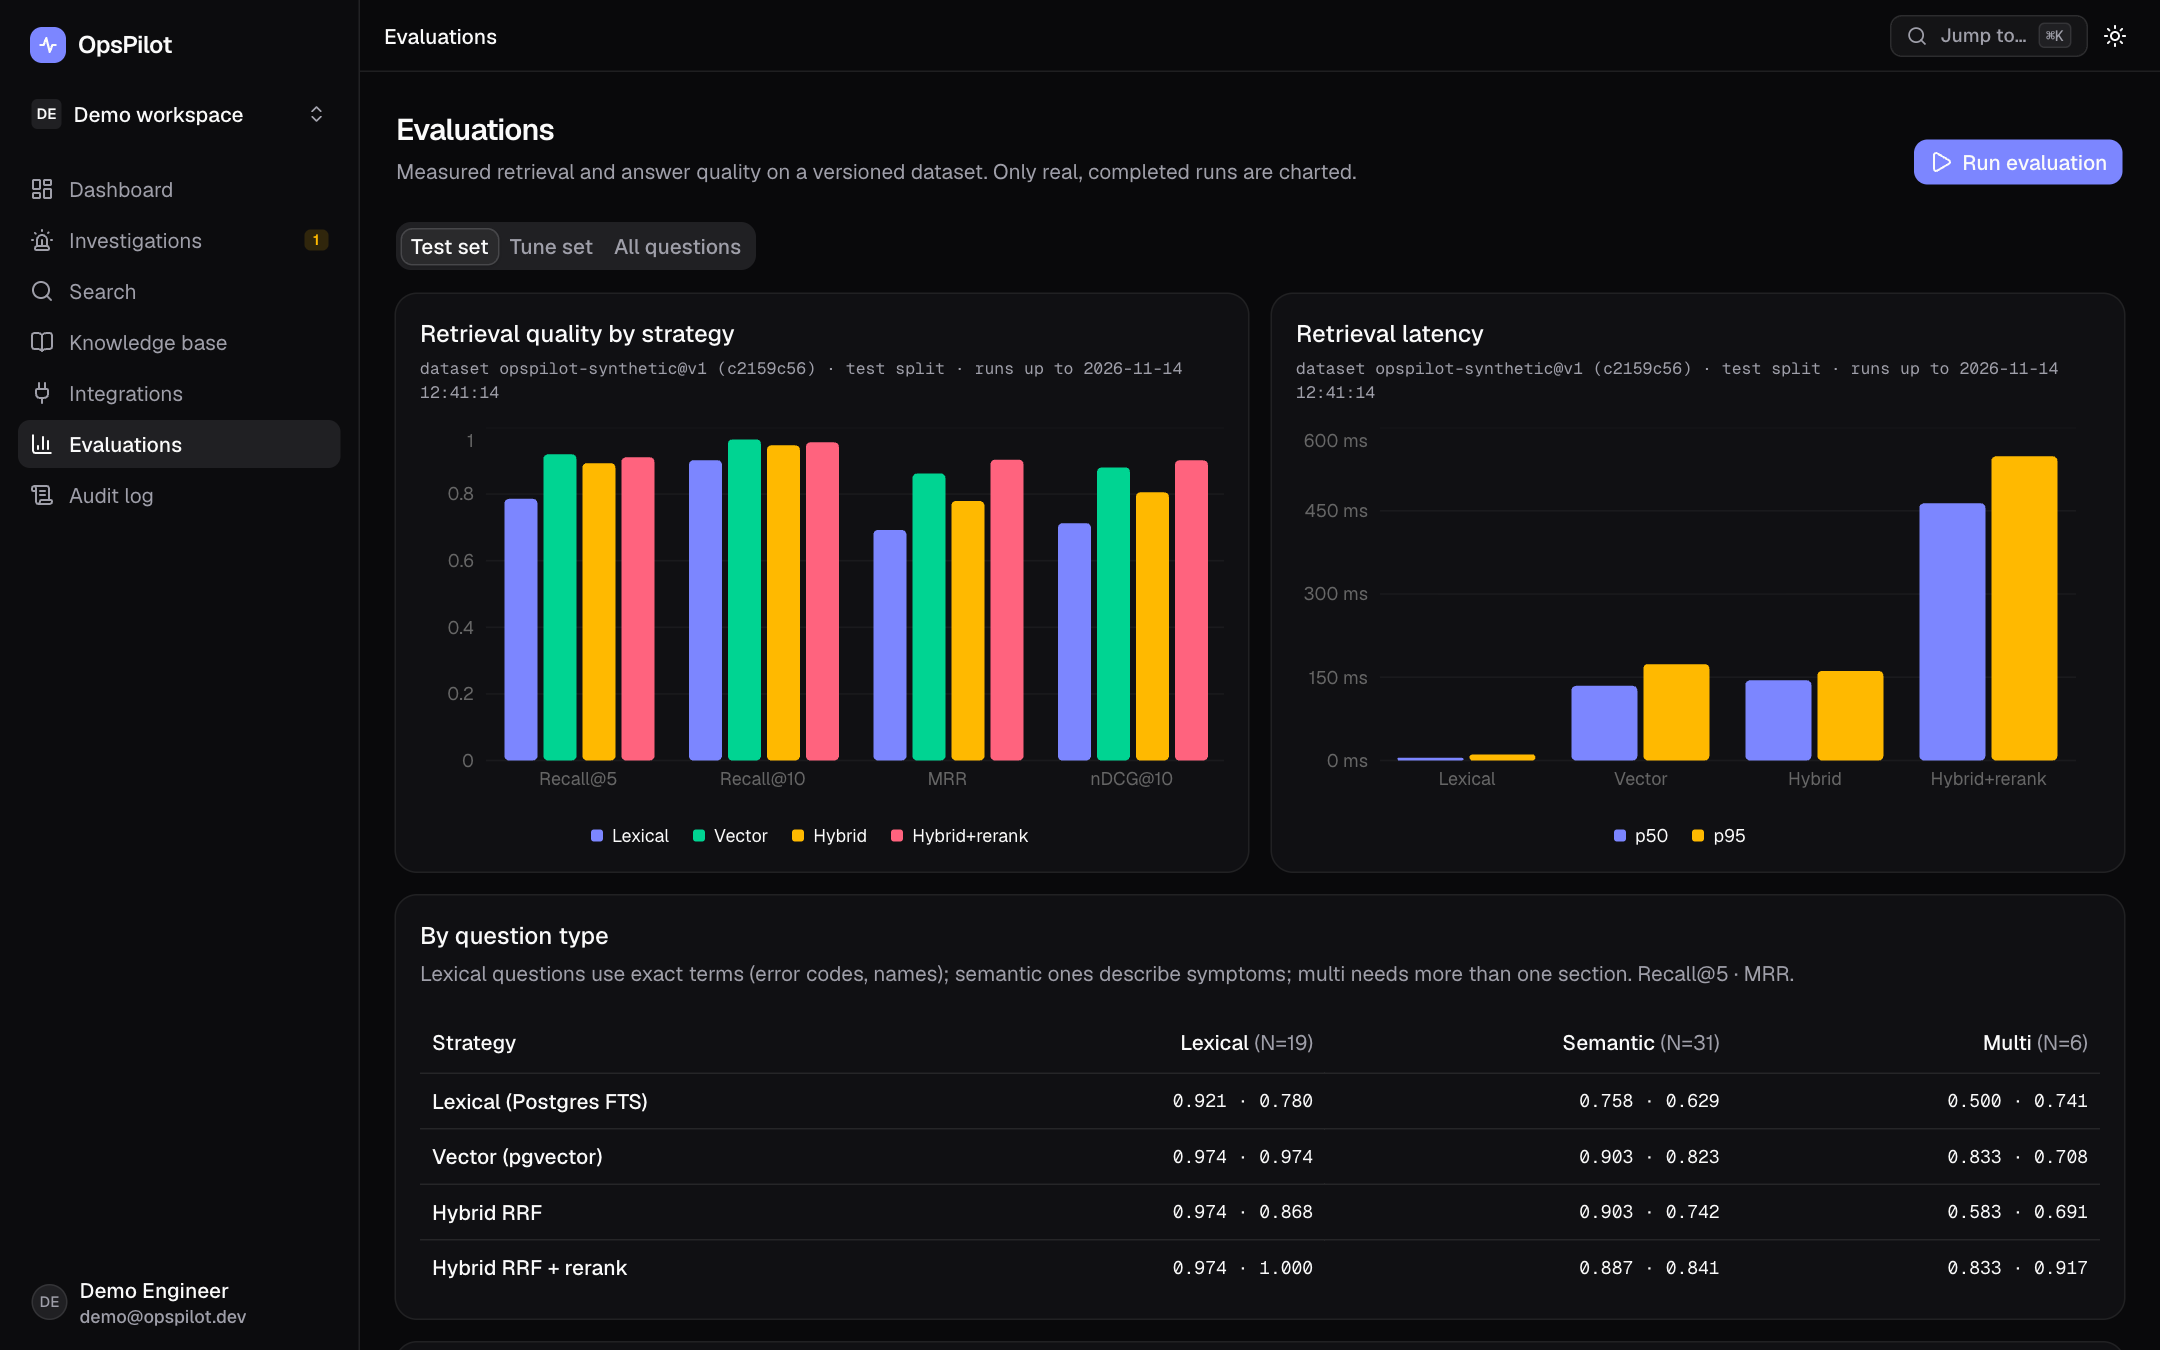 OpsPilot
DE Demo workspace
Dashboard
Investigations 1
Search
Knowledge base
Integrations
Evaluations
Audit log
DE Demo Engineer
demo@opspilot.dev
Evaluations
Jump to... ⌘K
Evaluations
Measured retrieval and answer quality on a versioned dataset. Only real, completed runs are charted.
Run evaluation
Test set Tune set All questions
Retrieval quality by strategy
dataset opspilot-synthetic@v1 (c2159c56) · test split · runs up to 2026-11-14
12:41:14
1
0.8
0.6
0.4
0.2
0
Recall@5 Recall@10 MRR nDCG@10
Lexical Vector Hybrid Hybrid+rerank
Retrieval latency
dataset opspilot-synthetic@v1 (c2159c56) · test split · runs up to 2026-11-14
12:41:14
600 ms
450 ms
300 ms
150 ms
0 ms
Lexical Vector Hybrid Hybrid+rerank
p50 p95
By question type
Lexical questions use exact terms (error codes, names); semantic ones describe symptoms; multi needs more than one section. Recall@5 · MRR.
Strategy Lexical (N=19) Semantic (N=31) Multi (N=6)
Lexical (Postgres FTS) 0.921 · 0.780 0.758 · 0.629 0.500 · 0.741
Vector (pgvector) 0.974 · 0.974 0.903 · 0.823 0.833 · 0.708
Hybrid RRF 0.974 · 0.868 0.903 · 0.742 0.583 · 0.691
Hybrid RRF + rerank 0.974 · 1.000 0.887 · 0.841 0.833 · 0.917